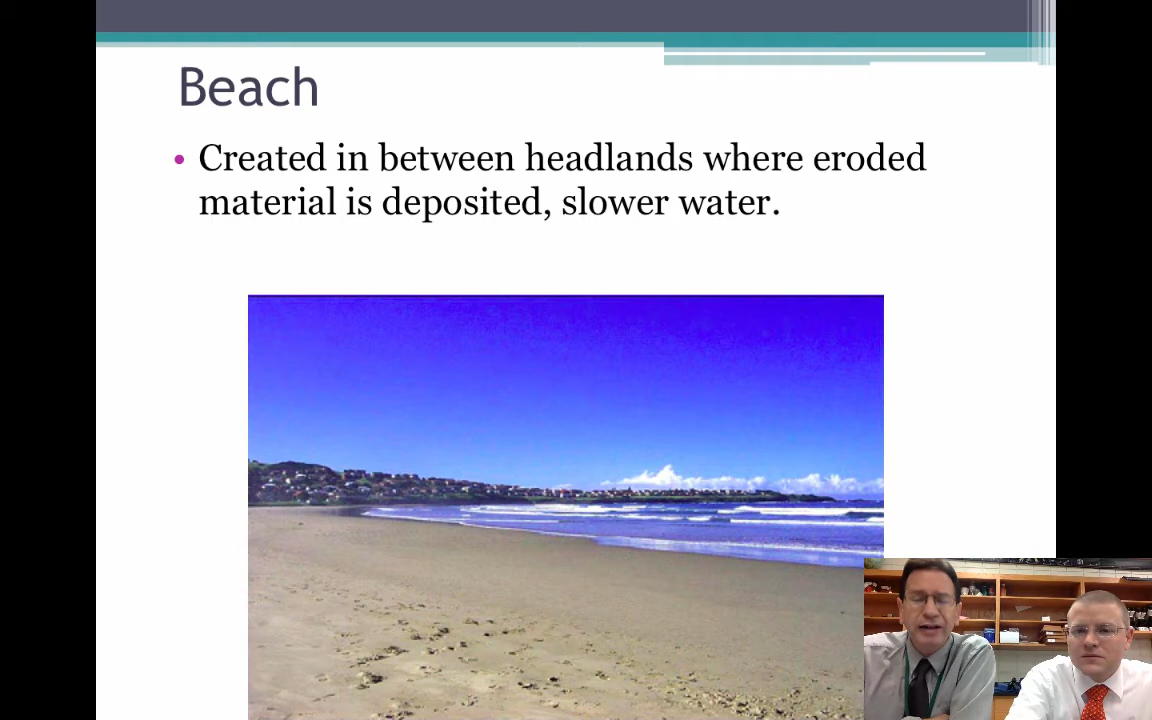 Beach
• Created in between headlands where eroded
material is deposited, slower water.